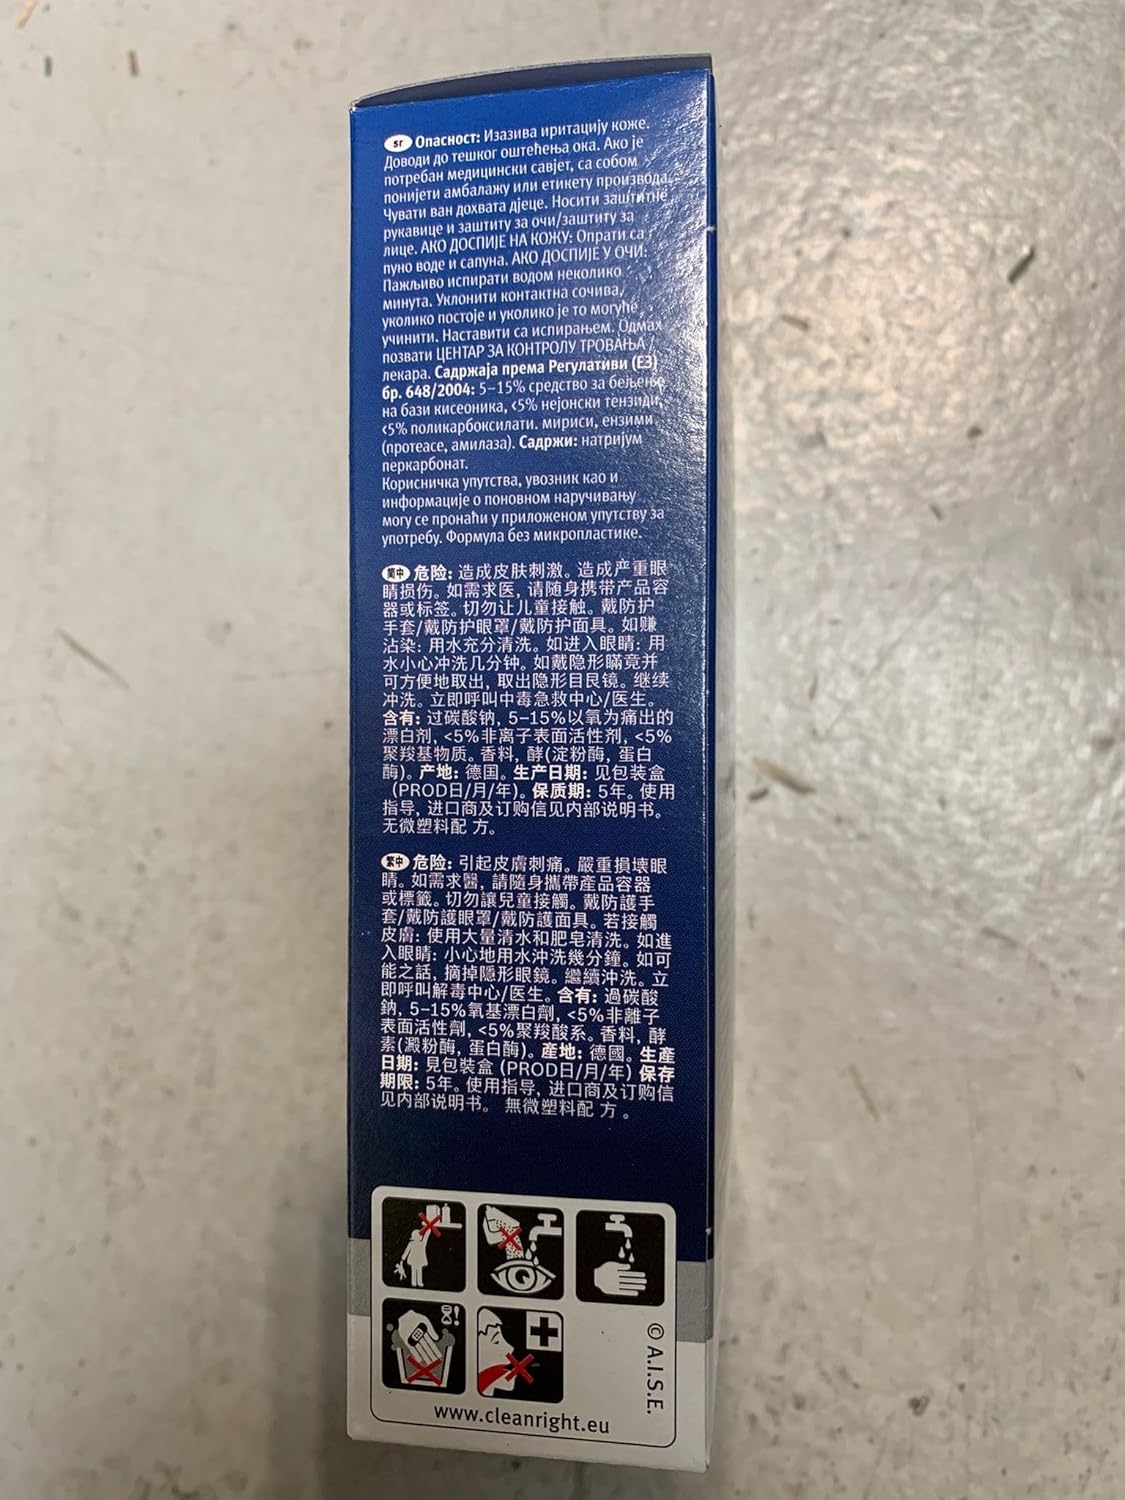 sr Опасност: Изазива иритацију коже.
Доводи до тешког оштећења ока. Ако је
потребан медицински савјет, са собом
понијети амбалажу или етикету производа.
Чувати ван дохвата дјеце. Носити заштитне
рукавице и заштиту за очи/заштиту за
лице. АКО ДОСПИЈЕ НА КОЖУ: Опрати са
пуно воде и сапуна. АКО ДОСПИЈЕ У ОЧИ:
Пажљиво испирати водом неколико
минута. Уклонити контактна сочива,
уколико постоје и уколико је то могуће
учинити. Наставити са испирањем. Одмах
позвати ЦЕНТАР ЗА КОНТРОЛУ ТРОВАЊА /
лекара. Садржаја према Регулативи (ЕЗ)
бр. 648/2004: 5–15% средство за бељење
на бази кисеоника, <5% нејонски тензиди,
<5% поликарбоксилати. мириси, ензими
(протеасе, амилаза). Садржи: натријум
перкарбонат.
Корисничка упутства, увозник као и
информације о поновном наручивању
могу се пронаћи у приложеном упутству за
употребу. Формула без микропластике.
简中 危险: 造成皮肤刺激。造成产重眼
睛损伤。如需求医, 请随身携带产品容
器或标签。切勿让儿童接触。戴防护
手套/戴防护眼罩/戴防护面具。如赚
沾染: 用水充分清洗。如进入眼睛: 用
水小心冲洗几分钟。如戴隐形瞒竟并
可方便地取出, 取出隐形目艮镜。继续
冲洗。立即呼叫中毒急救中心/医生。
含有: 过碳酸钠, 5–15%以氧为痛出的
漂白剂, <5%非离子表面活性剂, <5%
聚羧基物质。香料, 酵(淀粉酶, 蛋白
酶)。产地: 德国。生产日期: 见包装盒
(PROD日/月/年)。保质期: 5年。使用
指导, 进口商及订购信见内部说明书。
无微塑料配 方。
繁中 危险: 引起皮膚刺痛。嚴重損壊眼
睛。如需求醫, 請隨身攜帶產品容器
或標籤。切勿讓兒童接觸。戴防護手
套/戴防護眼罩/戴防護面具。若接觸
皮膚: 使用大量清水和肥皂清洗。如進
入眼睛: 小心地用水沖洗幾分鐘。如可
能之話, 摘掉隱形眼鏡。繼續沖洗。立
即呼叫解毒中心/医生。含有: 過碳酸
鈉, 5–15%氧基漂白劑, <5%非離子
表面活性劑, <5%聚羧酸系。香料, 酵
素(澱粉酶, 蛋白酶)。產地: 德國。生產
日期: 見包裝盒 (PROD日/月/年) 保存
期限: 5年。使用指导, 进口商及订购信
见内部说明书。 無微塑料配 方。
© A.I.S.E.
www.cleanright.eu